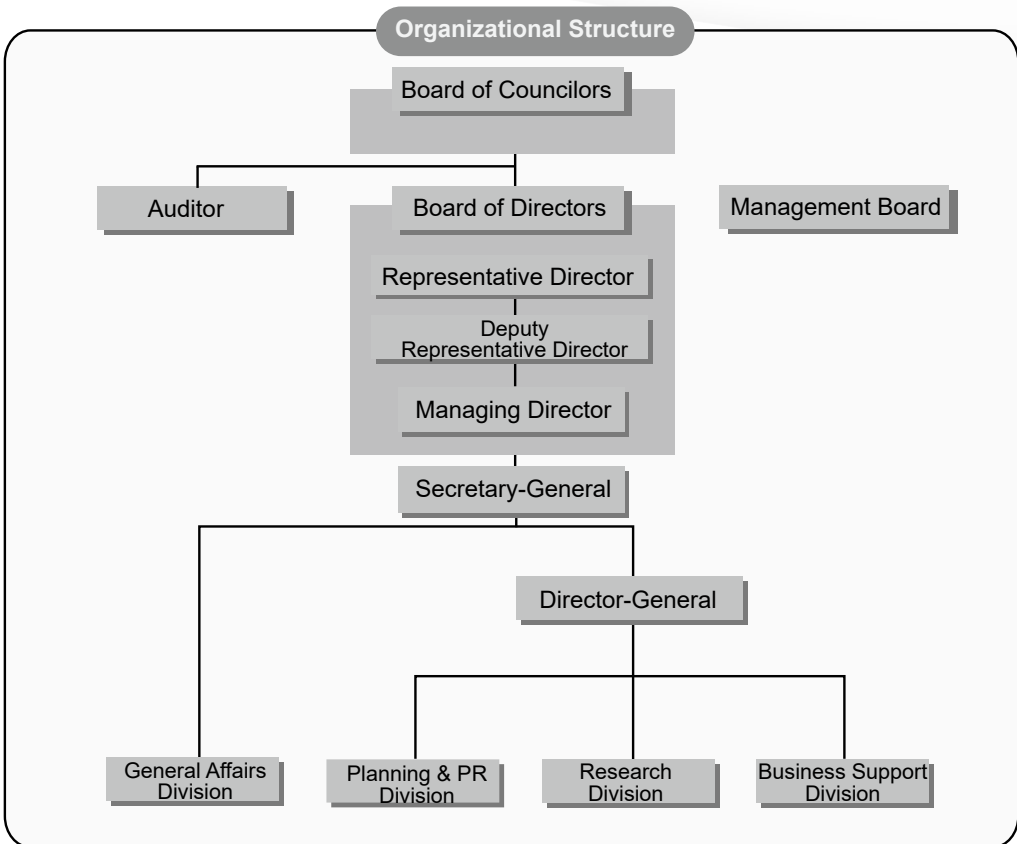 Organizational Structure
Board of Councilors
Auditor
Board of Directors
Management Board
Representative Director
Deputy
Representative Director
Managing Director
Secretary-General
Director-General
General Affairs
Division
Planning & PR
Division
Research
Division
Business Support
Division